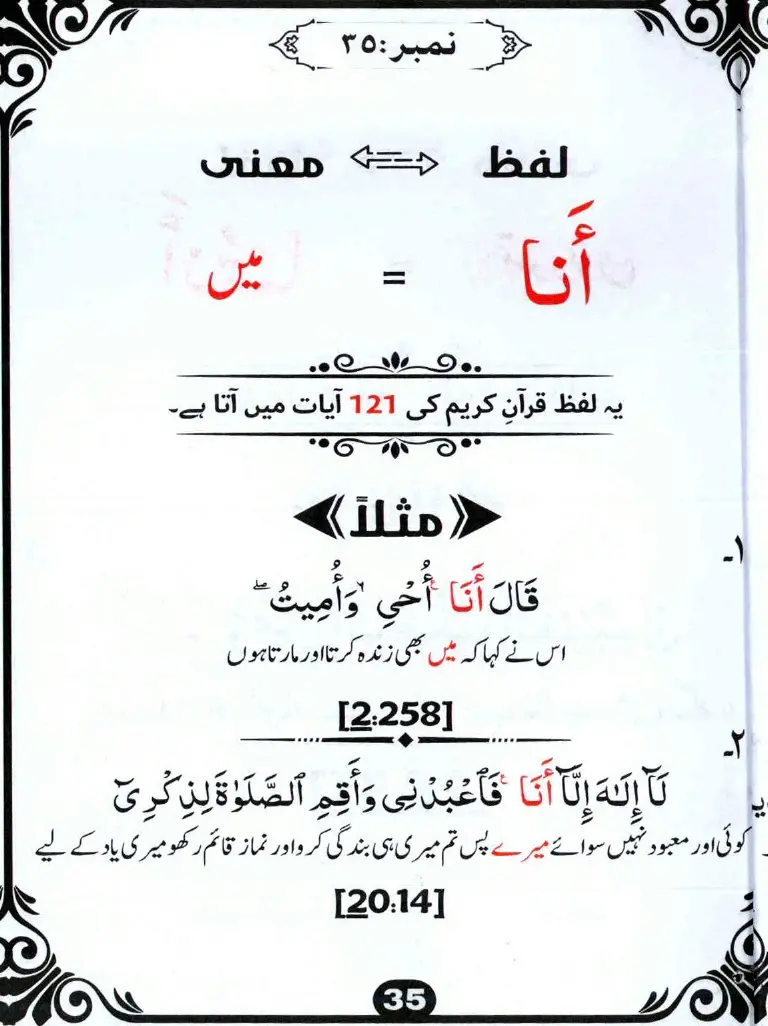 نمبر:۳۵
لفظ ⇐⇒ معنی
أَنَا = میں
یہ لفظ قرآنِ کریم کی 121 آیات میں آتا ہے۔
مثلاً
۱۔
قَالَ أَنَا۠ أُحْىِۦ وَأُمِيتُ ۖ
اس نے کہا کہ میں بھی زندہ کرتا اور مارتا ہوں
[2:258]
۲۔
لَآ إِلَـٰهَ إِلَّآ أَنَا۠ فَٱعْبُدْنِى وَأَقِمِ ٱلصَّلَوٰةَ لِذِكْرِىٓ
کوئی اور معبود نہیں سوائے میرے پس تم میری ہی بندگی کرو اور نماز قائم رکھو میری یاد کے لیے
[20:14]
35